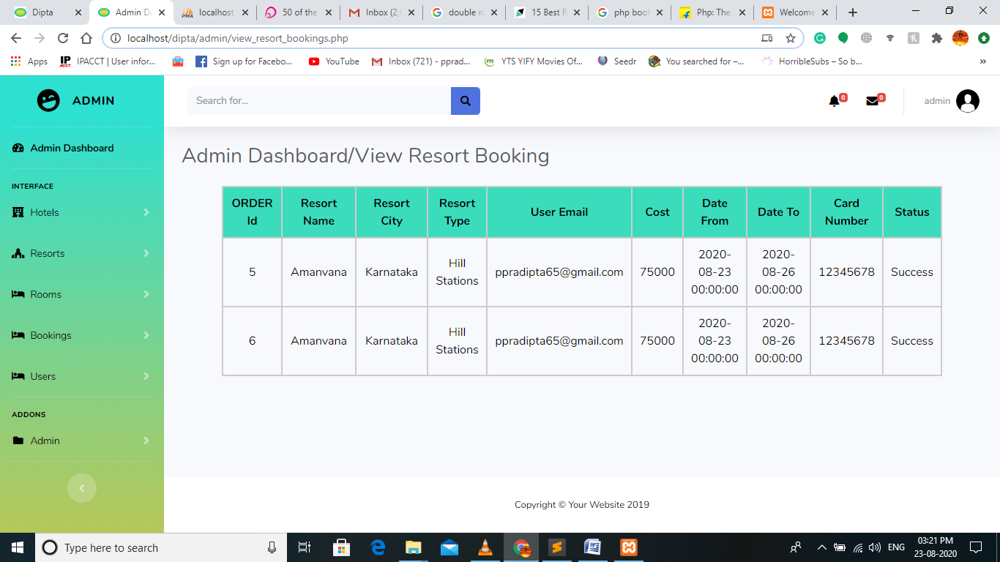 Dipta
Admin Da
localhost
50 of the
Inbox (2,
double ro
15 Best R
php book
Php: The
Welcome
localhost/dipta/admin/view_resort_bookings.php
Apps
IPACCT | User infor...
Sign up for Facebo...
YouTube
Inbox (721) - pprad...
YTS YIFY Movies Of...
Seedr
You searched for –...
HorribleSubs – So b...
»
ADMIN
Search for...
0
0
admin
Admin Dashboard
INTERFACE
Hotels
Resorts
Rooms
Bookings
Users
ADDONS
Admin
Admin Dashboard/View Resort Booking
ORDER Id
Resort Name
Resort City
Resort Type
User Email
Cost
Date From
Date To
Card Number
Status
5
Amanvana
Karnataka
Hill Stations
ppradipta65@gmail.com
75000
2020-08-23 00:00:00
2020-08-26 00:00:00
12345678
Success
6
Amanvana
Karnataka
Hill Stations
ppradipta65@gmail.com
75000
2020-08-23 00:00:00
2020-08-26 00:00:00
12345678
Success
Copyright © Your Website 2019
Type here to search
ENG
03:21 PM
23-08-2020